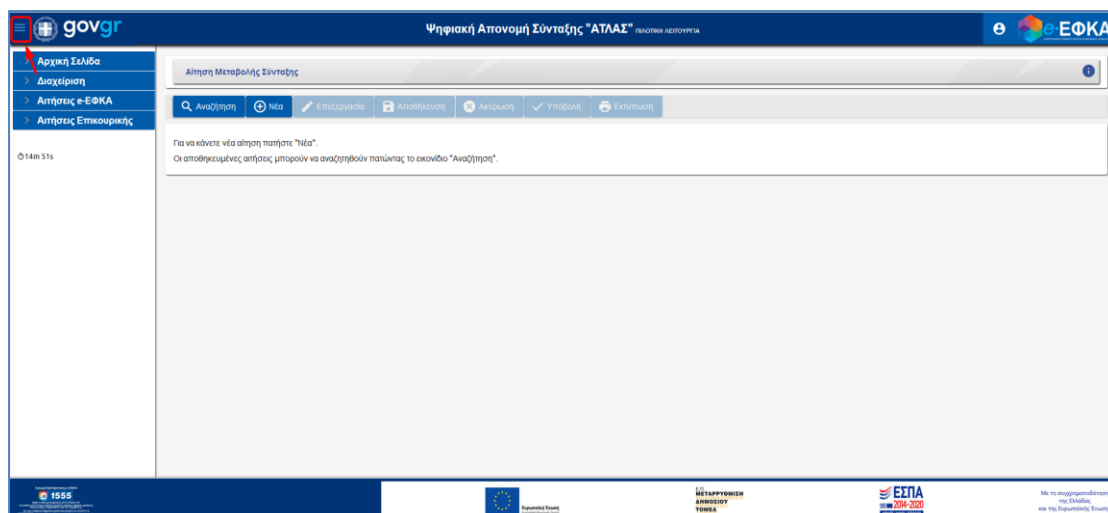 govgr
Ψηφιακή Απονομή Σύνταξης "ΑΤΛΑΣ" ΠΙΛΟΤΙΚΗ ΛΕΙΤΟΥΡΓΙΑ
e-ΕΦΚΑ
Αρχική Σελίδα
Διαχείριση
Αιτήσεις e-ΕΦΚΑ
Αιτήσεις Επικουρικής
14m 51s
Αίτηση Μεταβολής Σύνταξης
Αναζήτηση Νέα Επεξεργασία Αποθήκευση Ακύρωση Υποβολή Εκτύπωση
Για να κάνετε νέα αίτηση πατήστε "Νέα".
Οι αποθηκευμένες αιτήσεις μπορούν να αναζητηθούν πατώντας το εικονίδιο "Αναζήτηση".
1555
Ευρωπαϊκή Ένωση
ΜΕΤΑΡΡΥΘΜΙΣΗ
ΔΗΜΟΣΙΟΥ
ΤΟΜΕΑ
ΕΣΠΑ
2014-2020
Με τη συγχρηματοδότηση
της Ελλάδας
και της Ευρωπαϊκής Ένωσης